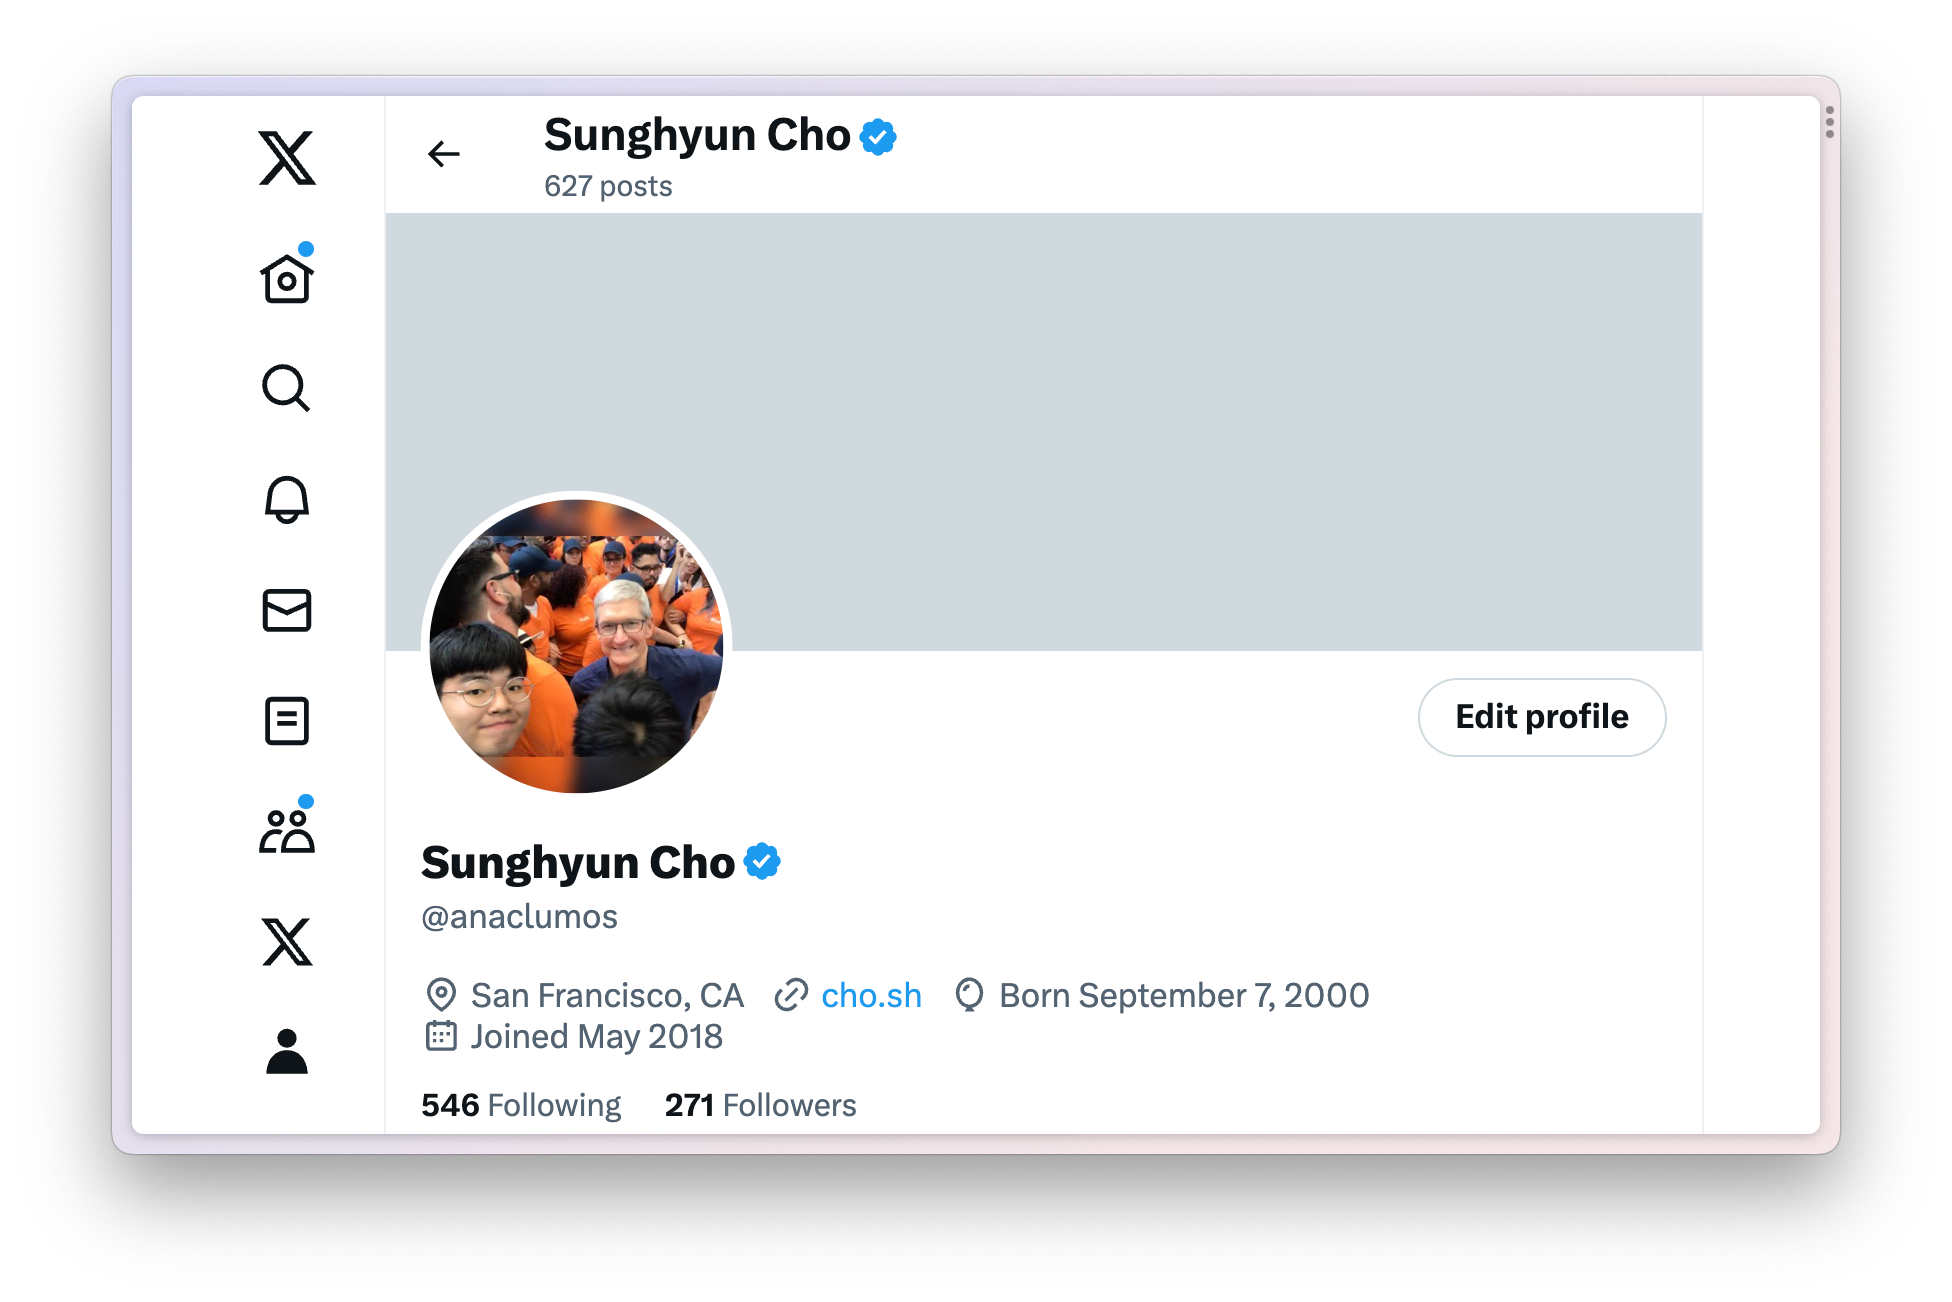 Sunghyun Cho
627 posts
Edit profile
Sunghyun Cho
@anaclumos
San Francisco, CA cho.sh Born September 7, 2000
Joined May 2018
546 Following 271 Followers